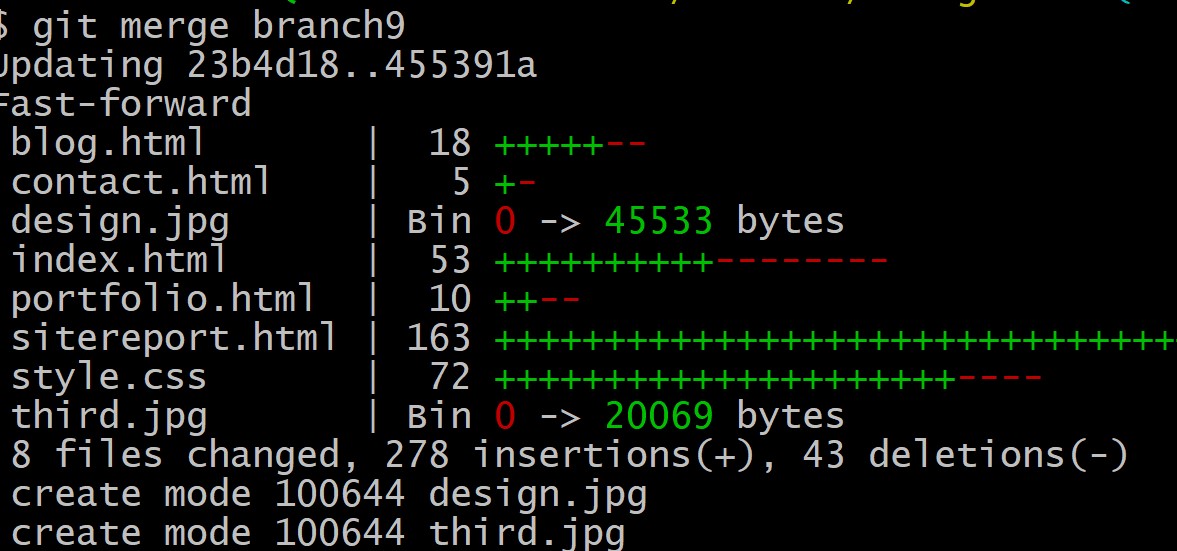 $ git merge branch9
Updating 23b4d18..455391a
Fast-forward
 blog.html       |  18 +++++--
 contact.html    |   5 +-
 design.jpg      | Bin 0 -> 45533 bytes
 index.html      |  53 ++++++++++--------
 portfolio.html  |  10 ++--
 sitereport.html | 163 +++++++++++++++++++++++++++++++
 style.css       |  72 +++++++++++++++++++++----
 third.jpg       | Bin 0 -> 20069 bytes
 8 files changed, 278 insertions(+), 43 deletions(-)
 create mode 100644 design.jpg
 create mode 100644 third.jpg